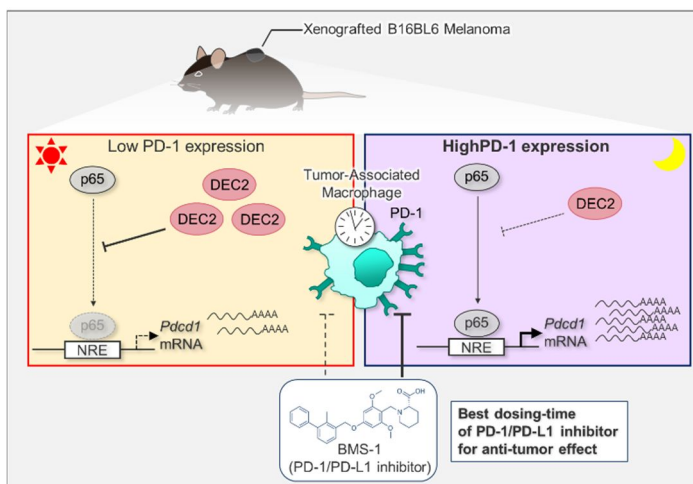 Xenografted B16BL6 Melanoma
Low PD-1 expression
p65
DEC2
DEC2
DEC2
p65
NRE
Pdcd1
mRNA
AAAA
AAAA
Tumor-Associated
Macrophage
PD-1
HighPD-1 expression
p65
DEC2
p65
NRE
Pdcd1
mRNA
AAAA
AAAA
AAAA
AAAA
AAAA
O
O
O
N
O
OH
BMS-1
(PD-1/PD-L1 inhibitor)
Best dosing-time
of PD-1/PD-L1 inhibitor
for anti-tumor effect